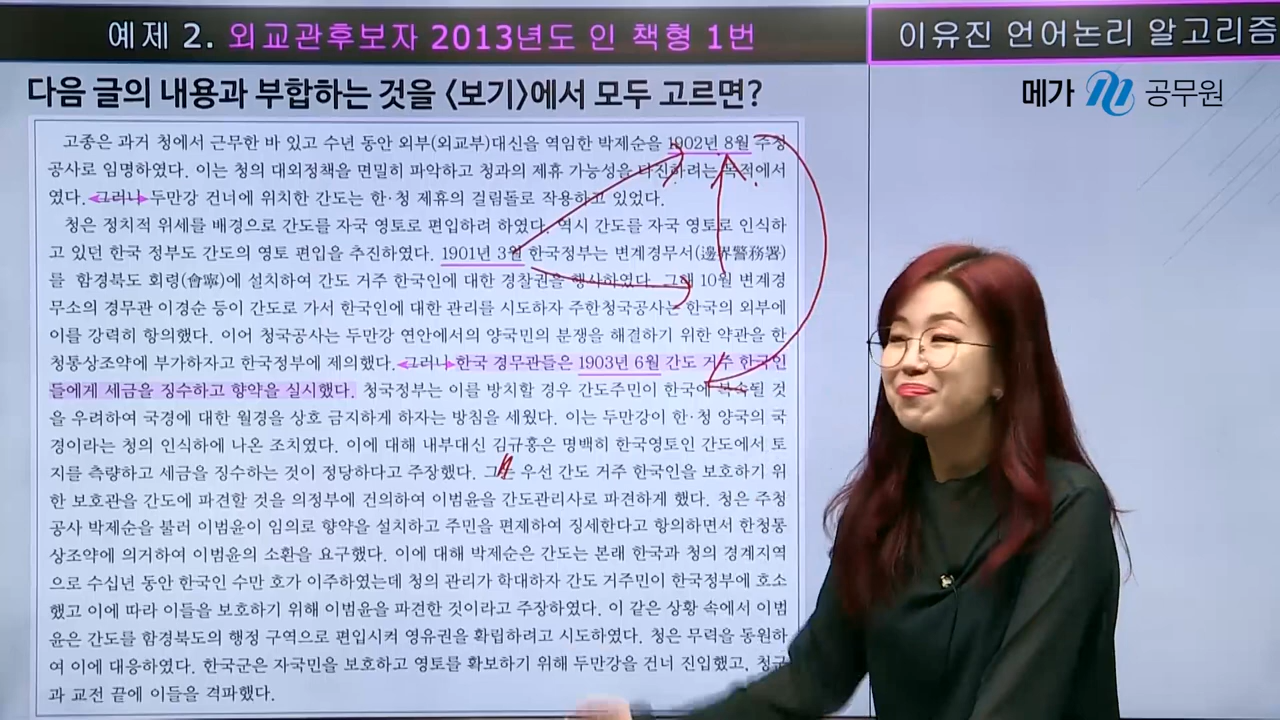 예제 2. 외교관후보자 2013년도 인 책형 1번
이유진 언어논리 알고리즘
메가 공무원
다음 글의 내용과 부합하는 것을 <보기>에서 모두 고르면?
고종은 과거 청에서 근무한 바 있고 수년 동안 외부(외교부)대신을 역임한 박제순을 1902년 8월 주청
공사로 임명하였다. 이는 청의 대외정책을 면밀히 파악하고 청과의 제휴 가능성을 타진하려는 목적에서
였다. 그러나 두만강 건너에 위치한 간도는 한·청 제휴의 걸림돌로 작용하고 있었다.
청은 정치적 위세를 배경으로 간도를 자국 영토로 편입하려 하였다. 역시 간도를 자국 영토로 인식하
고 있던 한국 정부도 간도의 영토 편입을 추진하였다. 1901년 3월 한국정부는 변계경무서(邊界警務署)
를 함경북도 회령(會寧)에 설치하여 간도 거주 한국인에 대한 경찰권을 행사하였다. 그해 10월 변계경
무소의 경무관 이경순 등이 간도로 가서 한국인에 대한 관리를 시도하자 주한청국공사는 한국의 외부에
이를 강력히 항의했다. 이어 청국공사는 두만강 연안에서의 양국민의 분쟁을 해결하기 위한 약관을 한
청통상조약에 부가하자고 한국정부에 제의했다. 그러나 한국 경무관들은 1903년 6월 간도 거주 한국인
들에게 세금을 징수하고 향약을 실시했다. 청국정부는 이를 방치할 경우 간도주민이 한국에 복속될 것
을 우려하여 국경에 대한 월경을 상호 금지하게 하자는 방침을 세웠다. 이는 두만강이 한·청 양국의 국
경이라는 청의 인식하에 나온 조치였다. 이에 대해 내부대신 김규홍은 명백히 한국영토인 간도에서 토
지를 측량하고 세금을 징수하는 것이 정당하다고 주장했다. 그는 우선 간도 거주 한국인을 보호하기 위
한 보호관을 간도에 파견할 것을 의정부에 건의하여 이범윤을 간도관리사로 파견하게 했다. 청은 주청
공사 박제순을 불러 이범윤이 임의로 향약을 설치하고 주민을 편제하여 징세한다고 항의하면서 한청통
상조약에 의거하여 이범윤의 소환을 요구했다. 이에 대해 박제순은 간도는 본래 한국과 청의 경계지역
으로 수십년 동안 한국인 수만 호가 이주하였는데 청의 관리가 학대하자 간도 거주민이 한국정부에 호소
했고 이에 따라 이들을 보호하기 위해 이범윤을 파견한 것이라고 주장하였다. 이 같은 상황 속에서 이범
윤은 간도를 함경북도의 행정 구역으로 편입시켜 영유권을 확립하려고 시도하였다. 청은 무력을 동원하
여 이에 대응하였다. 한국군은 자국민을 보호하고 영토를 확보하기 위해 두만강을 건너 진입했고, 청군
과 교전 끝에 이들을 격파했다.